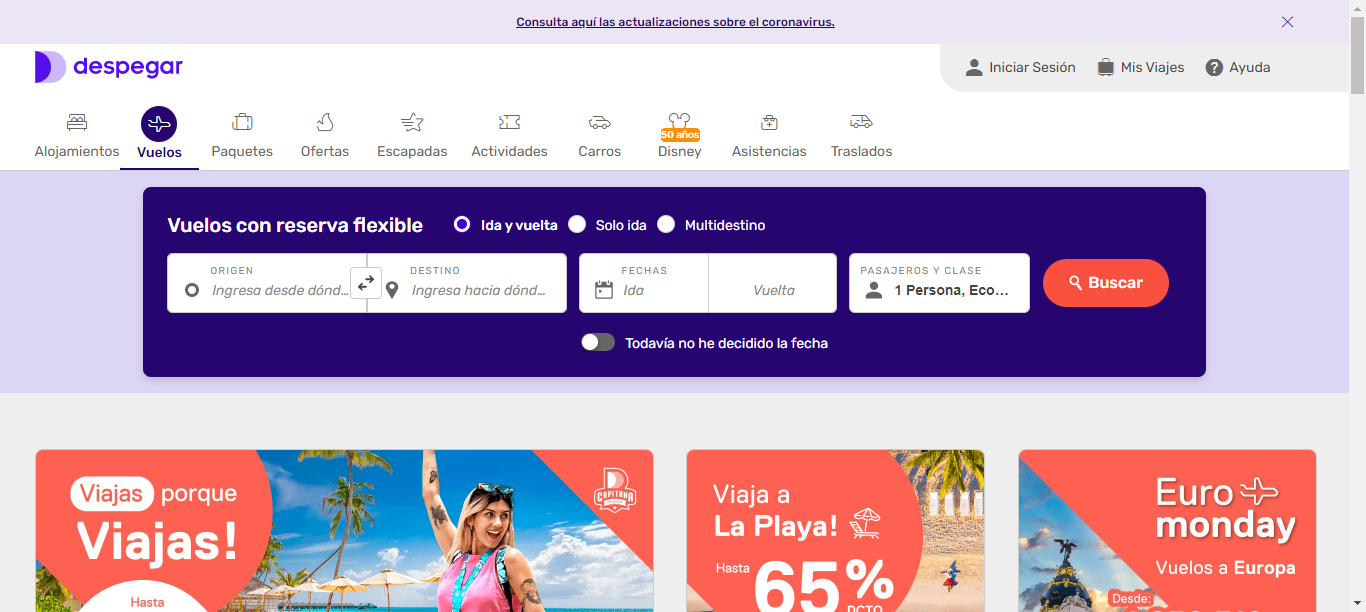 Consulta aquí las actualizaciones sobre el coronavirus.
despegar
Iniciar Sesión
Mis Viajes
Ayuda
50 años
Alojamientos
Vuelos
Paquetes
Ofertas
Escapadas
Actividades
Carros
Disney
Asistencias
Traslados
Vuelos con reserva flexible
Ida y vuelta
Solo ida
Multidestino
ORIGEN
Ingresa desde dónd...
DESTINO
Ingresa hacia dónd...
FECHAS
Ida
Vuelta
PASAJEROS Y CLASE
1 Persona, Eco...
Buscar
Todavía no he decidido la fecha
Viajas porque
Viajas!
Hasta
CAPITANA
Viaja a
La Playa!
Hasta
65%
DCTO
Euro
monday
Vuelos a Europa
Desde: